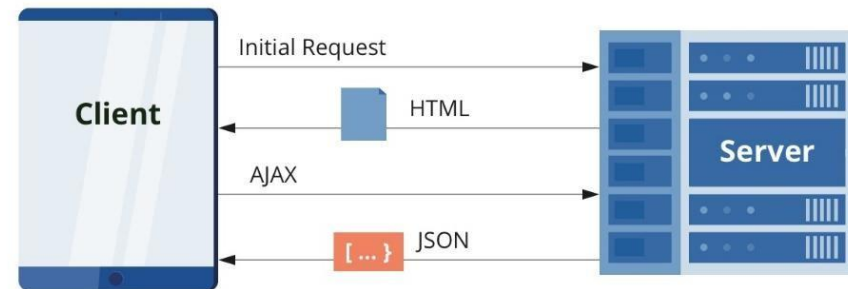 Initial Request
Client
HTML
Server
AJAX
JSON
[ ... }